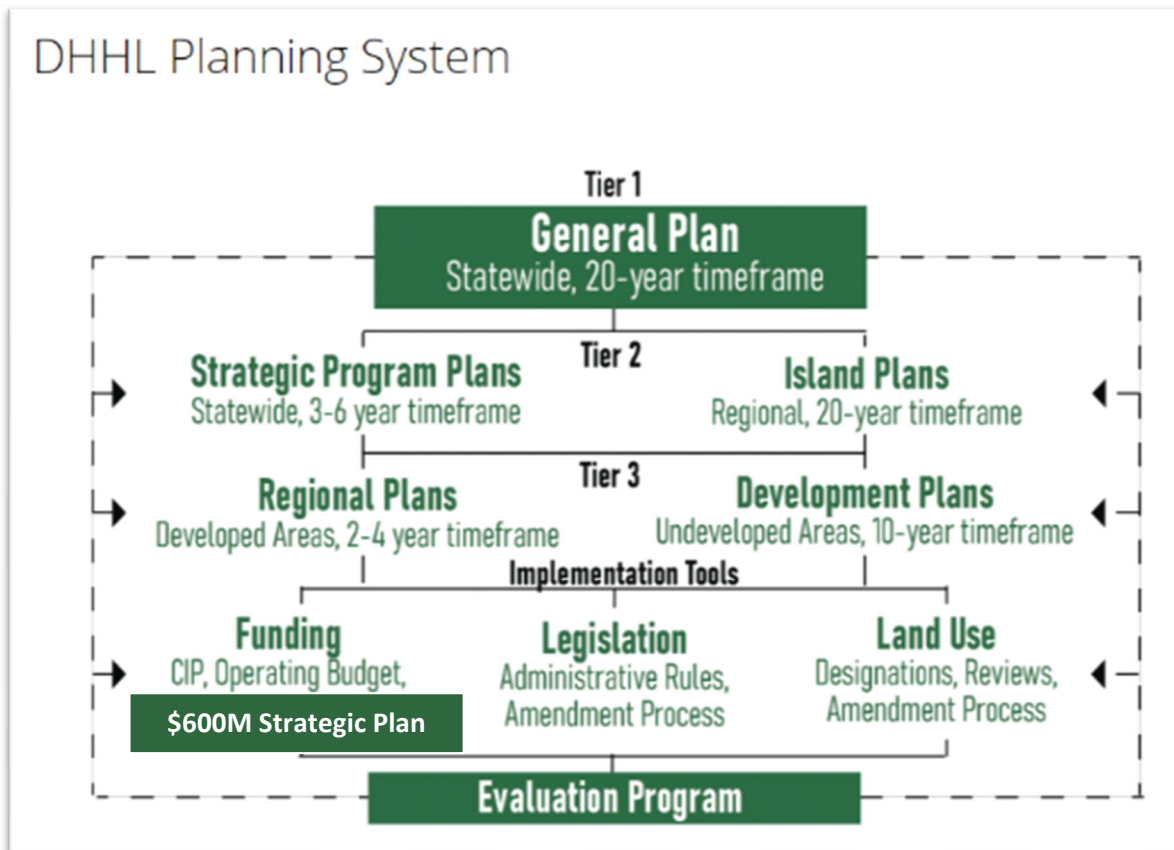 DHHL Planning System
Tier 1
General Plan
Statewide, 20-year timeframe
Tier 2
Strategic Program Plans
Statewide, 3-6 year timeframe
Island Plans
Regional, 20-year timeframe
Tier 3
Regional Plans
Developed Areas, 2-4 year timeframe
Development Plans
Undeveloped Areas, 10-year timeframe
Implementation Tools
Funding
CIP, Operating Budget,
$600M Strategic Plan
Legislation
Administrative Rules,
Amendment Process
Land Use
Designations, Reviews,
Amendment Process
Evaluation Program